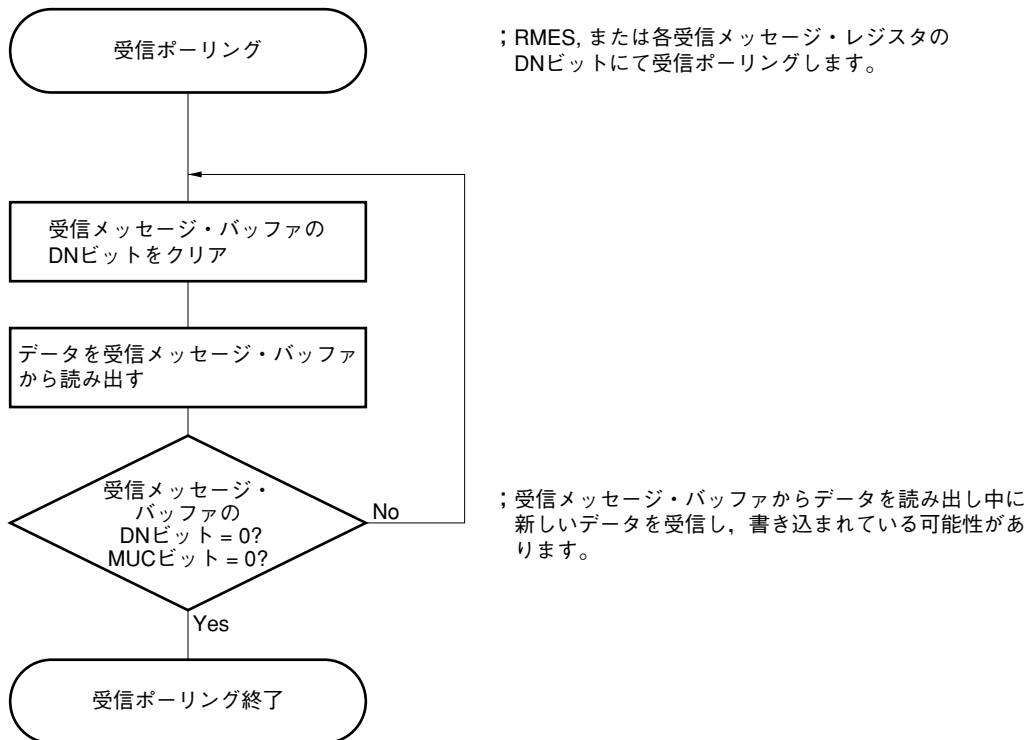 受信ポーリング
；RMES, または各受信メッセージ・レジスタの
DNビットにて受信ポーリングします。
受信メッセージ・バッファの
DNビットをクリア
データを受信メッセージ・バッファ
から読み出す
受信メッセージ・
バッファの
DNビット = 0?
MUCビット = 0?
No
；受信メッセージ・バッファからデータを読み出し中に
新しいデータを受信し，書き込まれている可能性があ
ります。
Yes
受信ポーリング終了